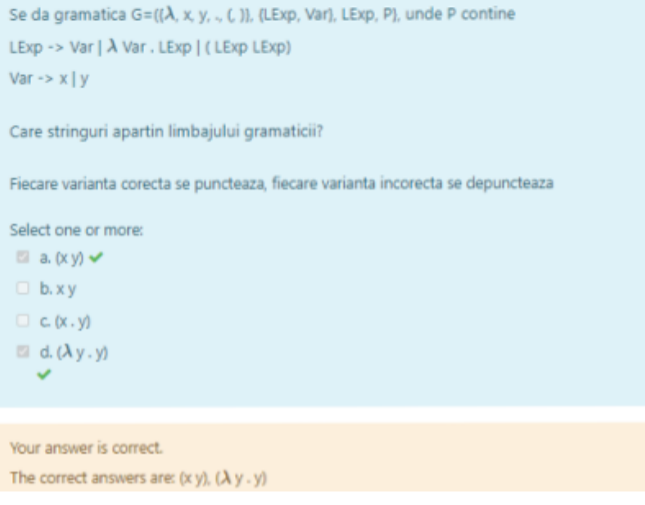 Se da gramatica G=({λ, x, y, ., (, )}, {LExp, Var}, LExp, P}, unde P contine
LExp -> Var | λ Var . LExp | ( LExp LExp)
Var -> x | y
Care stringuri apartin limbajului gramaticii?
Fiecare varianta corecta se puncteaza, fiecare varianta incorecta se depuncteaza
Select one or more:
a. (x y)
b. x y
c. (x . y)
d. (λ y . y)
Your answer is correct.
The correct answers are: (x y), (λ y . y)